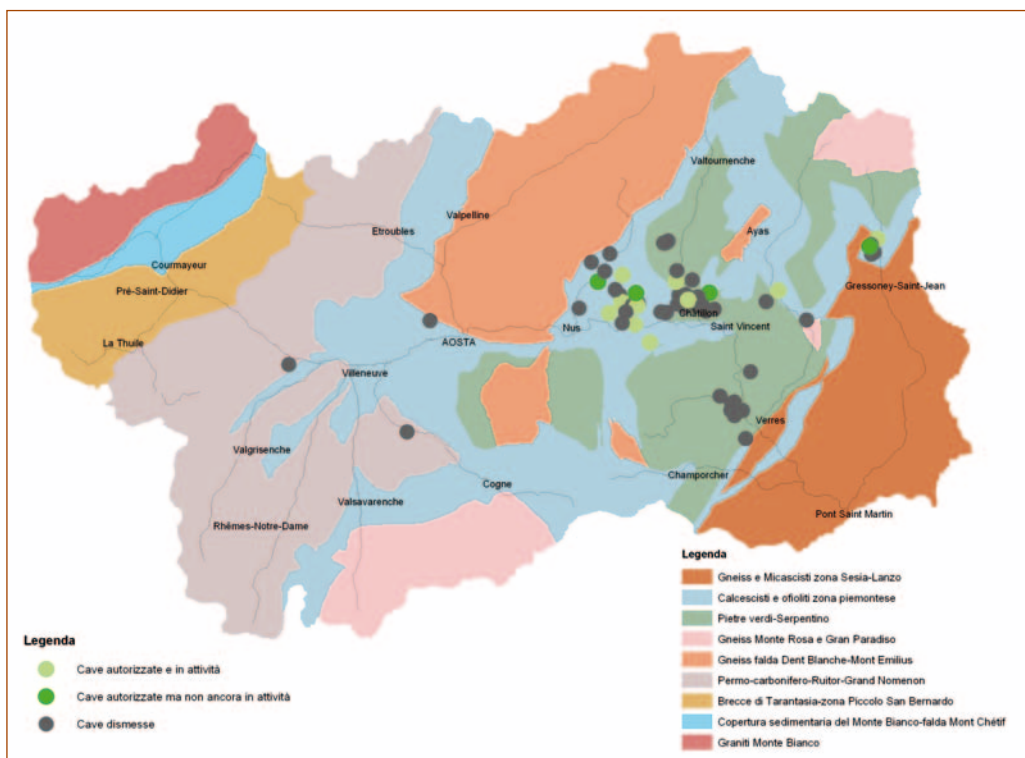 Valtournenche
Valpelline
Etroubles
Ayas
Courmayeur
Gressoney-Saint-Jean
Pré-Saint-Didier
Châtillon
Nus
Saint Vincent
La Thuile
AOSTA
Villeneuve
Verres
Valgrisenche
Champorcher
Cogne
Valsavarenche
Pont Saint Martin
Rhêmes-Notre-Dame
Legenda
Gneiss e Micascisti zona Sesia-Lanzo
Calcescisti e ofioliti zona piemontese
Pietre verdi-Serpentino
Gneiss Monte Rosa e Gran Paradiso
Gneiss falda Dent Blanche-Mont Emilius
Permo-carbonifero-Ruitor-Grand Nomenon
Brecce di Tarantasia-zona Piccolo San Bernardo
Copertura sedimentaria del Monte Bianco-falda Mont Chétif
Graniti Monte Bianco
Legenda
Cave autorizzate e in attività
Cave autorizzate ma non ancora in attività
Cave dismesse